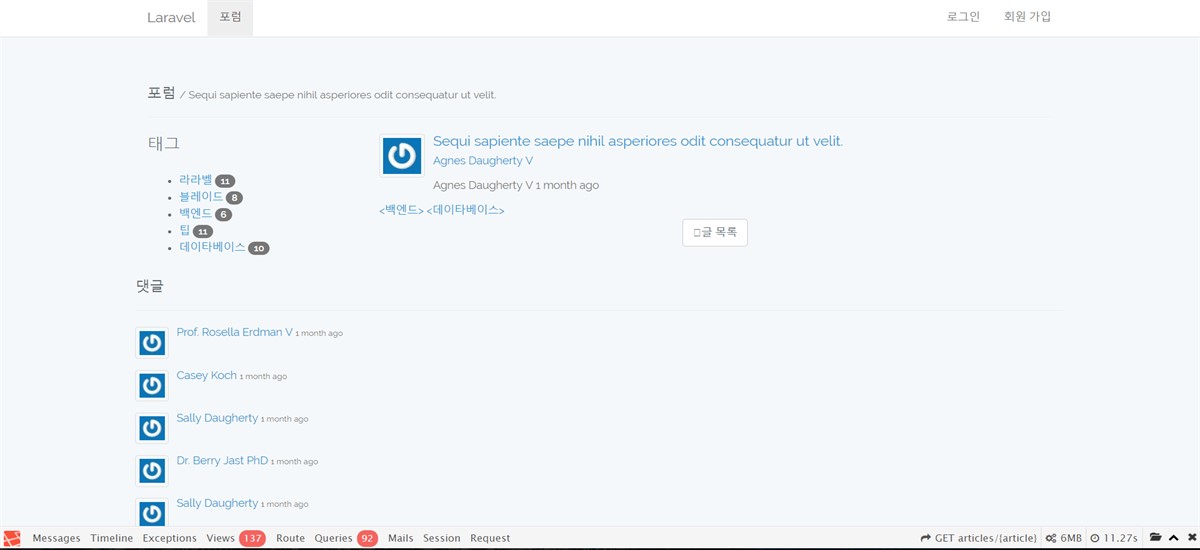 Laravel 포럼 로그인 회원 가입
포럼 / Sequi sapiente saepe nihil asperiores odit consequatur ut velit.
태그
라라벨 11
블레이드 8
백엔드 6
팁 11
데이타베이스 10
Sequi sapiente saepe nihil asperiores odit consequatur ut velit.
Agnes Daugherty V
Agnes Daugherty V 1 month ago
<백엔드> <데이타베이스>
글 목록
댓글
Prof. Rosella Erdman V 1 month ago
Casey Koch 1 month ago
Sally Daugherty 1 month ago
Dr. Berry Jast PhD 1 month ago
Sally Daugherty 1 month ago
Messages Timeline Exceptions Views 137 Route Queries 92 Mails Session Request GET articles/{article} 6MB 11.27s